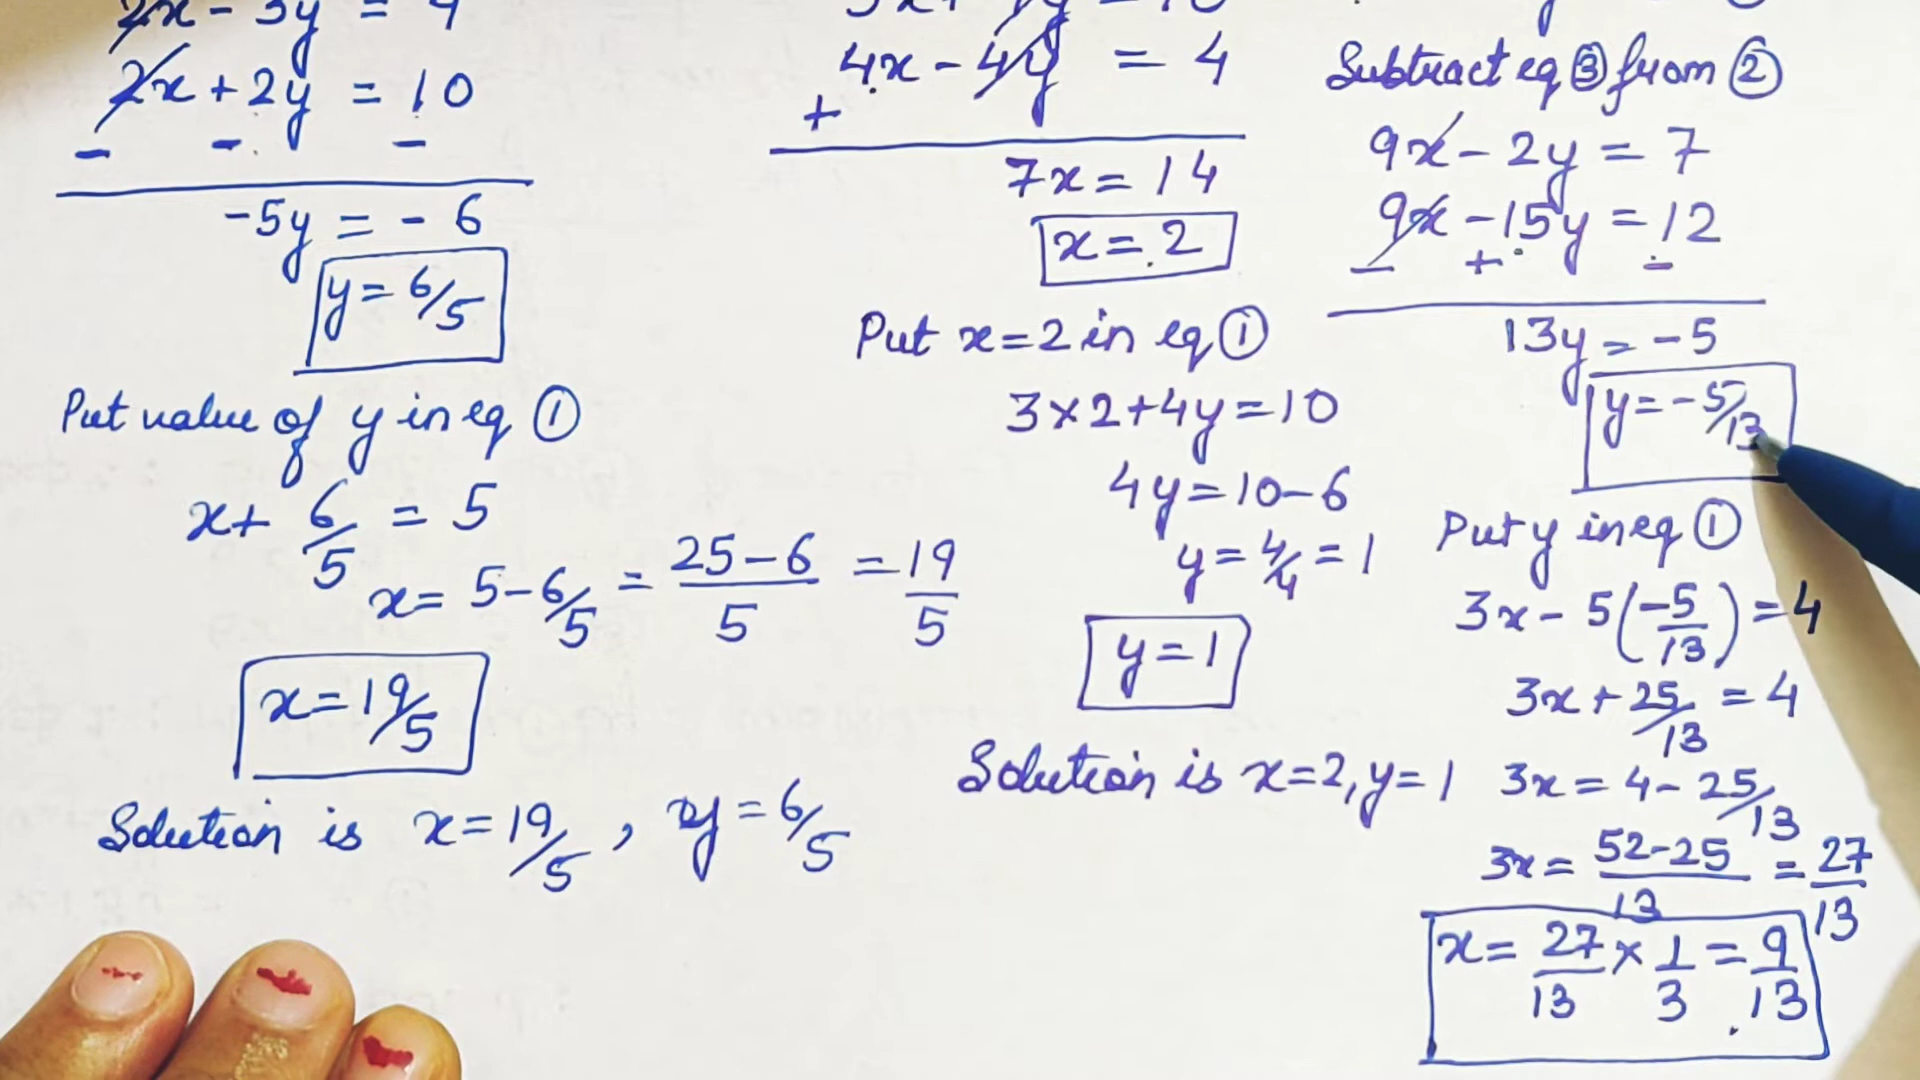 2x - 3y = 4
2x + 2y = 10
- - -
-5y = - 6
y = 6/5
Put value of y in eq ①
x + 6/5 = 5
x = 5 - 6/5 = 25 - 6 / 5 = 19/5
x = 19/5
Solution is x = 19/5 , y = 6/5
4x - 4y = 4
+
7x = 14
x = 2
Put x = 2 in eq ①
3 × 2 + 4y = 10
4y = 10 - 6
y = 4/4 = 1
y = 1
Solution is x = 2, y = 1
Subtract eq ③ from ②
9x - 2y = 7
9x - 15y = 12
- + -
13y = -5
y = -5/13
Put y in eq ①
3x - 5(-5/13) = 4
3x + 25/13 = 4
3x = 4 - 25/13
3x = 52-25 / 13 = 27/13
x = 27/13 × 1/3 = 9/13